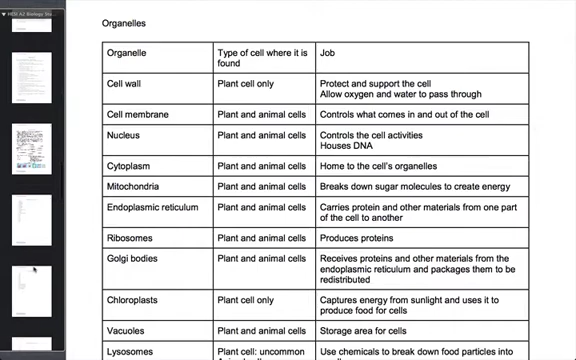 HCSI A2 Biology Stu...
Organelles
Organelle Type of cell where it is found Job
Cell wall Plant cell only Protect and support the cell
Allow oxygen and water to pass through
Cell membrane Plant and animal cells Controls what comes in and out of the cell
Nucleus Plant and animal cells Controls the cell activities
Houses DNA
Cytoplasm Plant and animal cells Home to the cell's organelles
Mitochondria Plant and animal cells Breaks down sugar molecules to create energy
Endoplasmic reticulum Plant and animal cells Carries protein and other materials from one part
of the cell to another
Ribosomes Plant and animal cells Produces proteins
Golgi bodies Plant and animal cells Receives proteins and other materials from the
endoplasmic reticulum and packages them to be
redistributed
Chloroplasts Plant cell only Captures energy from sunlight and uses it to
produce food for cells
Vacuoles Plant and animal cells Storage area for cells
Lysosomes Plant cell: uncommon Use chemicals to break down food particles into